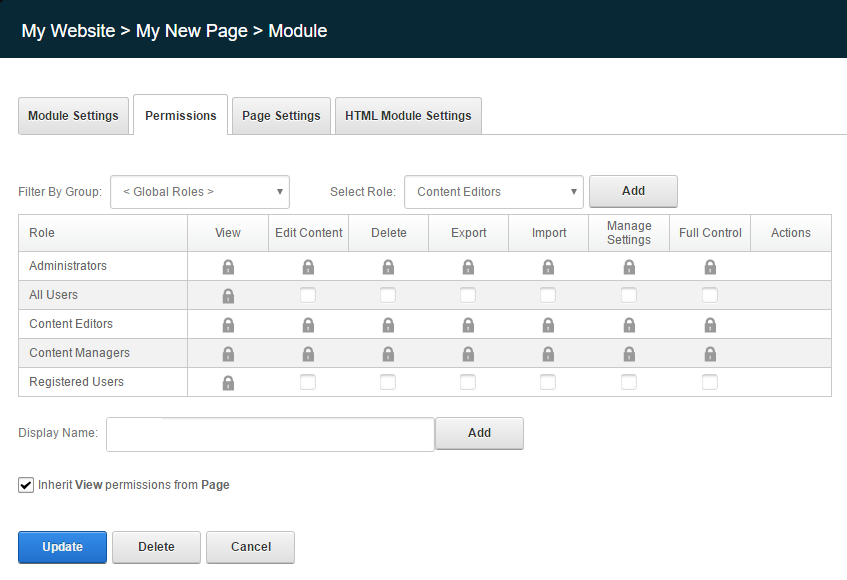 My Website > My New Page > Module
Module Settings Permissions Page Settings HTML Module Settings
Filter By Group: < Global Roles > Select Role: Content Editors Add
Role View Edit Content Delete Export Import Manage Settings Full Control Actions
Administrators
All Users
Content Editors
Content Managers
Registered Users
Display Name: Add
Inherit View permissions from Page
Update Delete Cancel